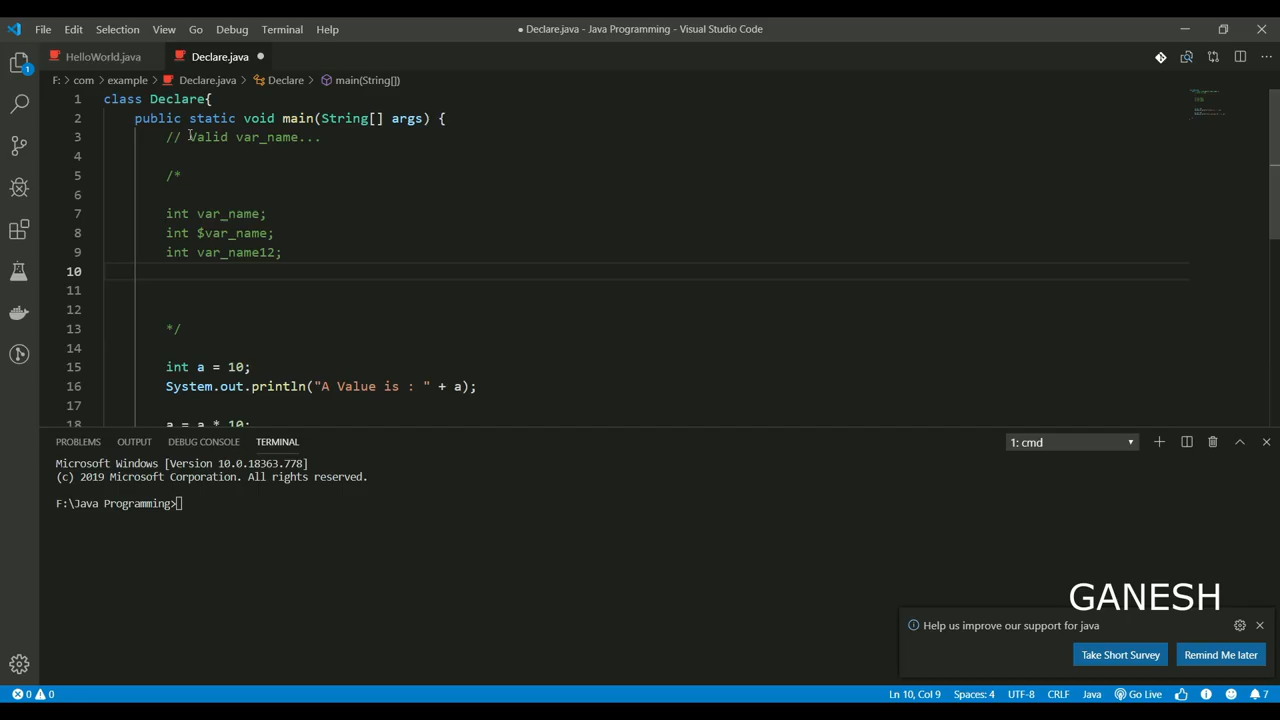 File Edit Selection View Go Debug Terminal Help
● Declare.java - Java Programming - Visual Studio Code
HelloWorld.java
Declare.java ●
F: > com > example > Declare.java > Declare > main(String[])
1 class Declare{
2 public static void main(String[] args) {
3 // Valid var_name...
4
5 /*
6
7 int var_name;
8 int $var_name;
9 int var_name12;
10
11
12
13 */
14
15 int a = 10;
16 System.out.println("A Value is : " + a);
17
18 a = a * 10;
PROBLEMS OUTPUT DEBUG CONSOLE TERMINAL
1: cmd
Microsoft Windows [Version 10.0.18363.778]
(c) 2019 Microsoft Corporation. All rights reserved.
F:\Java Programming>
GANESH
Help us improve our support for java
Take Short Survey
Remind Me later
1
0 0
Ln 10, Col 9 Spaces: 4 UTF-8 CRLF Java Go Live 7